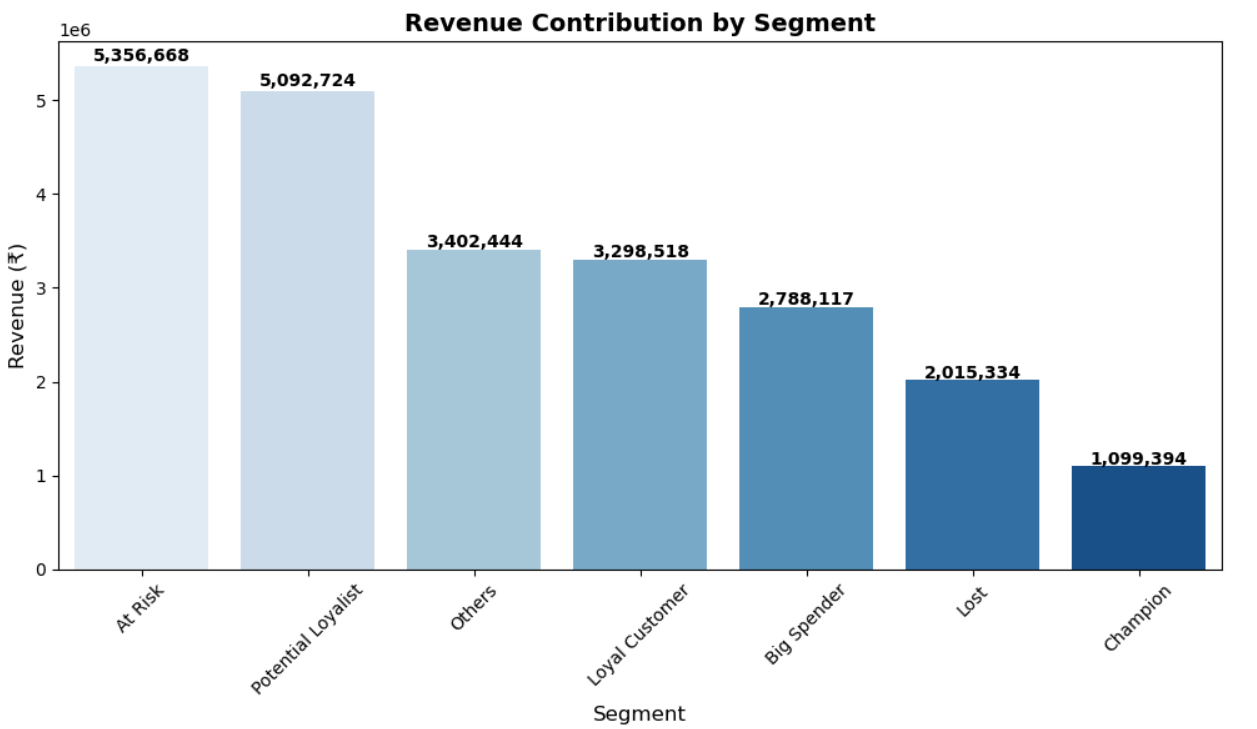 Revenue Contribution by Segment
1e6
5,356,668
5,092,724
3,402,444
3,298,518
2,788,117
2,015,334
1,099,394
5
4
3
2
1
0
Revenue (₹)
At Risk
Potential Loyalist
Others
Loyal Customer
Big Spender
Lost
Champion
Segment